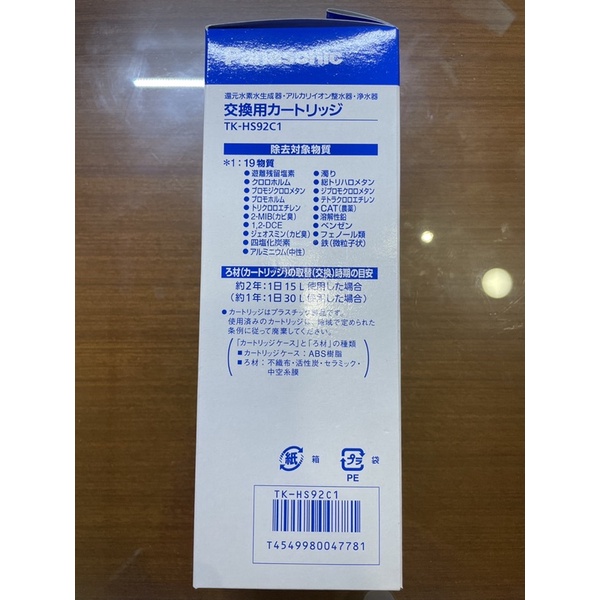 Panasonic
還元水素水生成器・アルカリイオン整水器・浄水器
交換用カートリッジ
TK-HS92C1
除去対象物質
*1:19物質
●遊離残留塩素 ●濁り
●クロロホルム ●総トリハロメタン
●ブロモジクロロメタン ●ジブロモクロロメタン
●ブロモホルム ●テトラクロロエチレン
●トリクロロエチレン ●CAT(農薬)
●2-MIB(カビ臭) ●溶解性鉛
●1,2-DCE ●ベンゼン
●ジェオスミン(カビ臭) ●フェノール類
●四塩化炭素 ●鉄(微粒子状)
●アルミニウム(中性)
ろ材(カートリッジ)の取替(交換)時期の目安
約2年:1日15L使用した場合
(約1年:1日30L使用した場合)
●カートリッジはプラスチック製品です。
使用済みのカートリッジは、地域で定められた
条例に従って廃棄してください。
「カートリッジケース」と「ろ材」の種類
■カートリッジケース:ABS樹脂
■ろ材:不織布・活性炭・セラミック・
中空糸膜
紙 箱 プラ 袋
PE
TK-HS92C1
T4549980047781